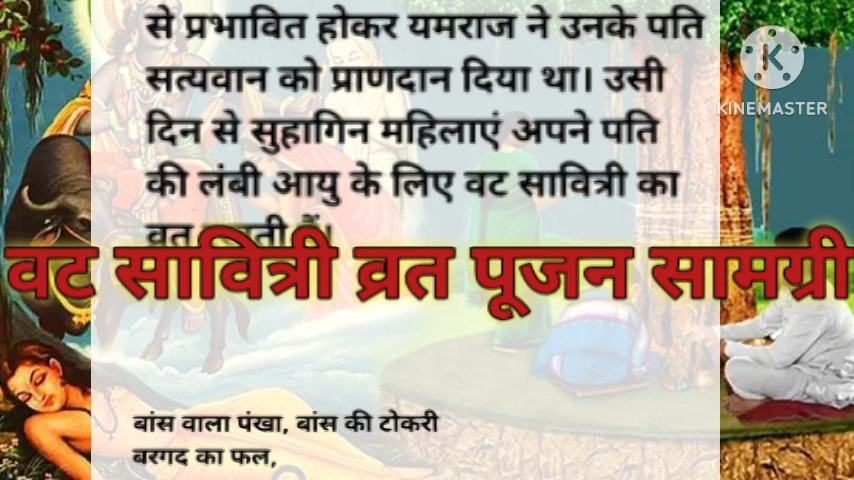 से प्रभावित होकर यमराज ने उनके पति
सत्यवान को प्राणदान दिया था। उसी
दिन से सुहागिन महिलाएं अपने पति
की लंबी आयु के लिए वट सावित्री का
KINEMASTER
वट सावित्री व्रत पूजन सामग्री
बांस वाला पंखा, बांस की टोकरी
बरगद का फल,